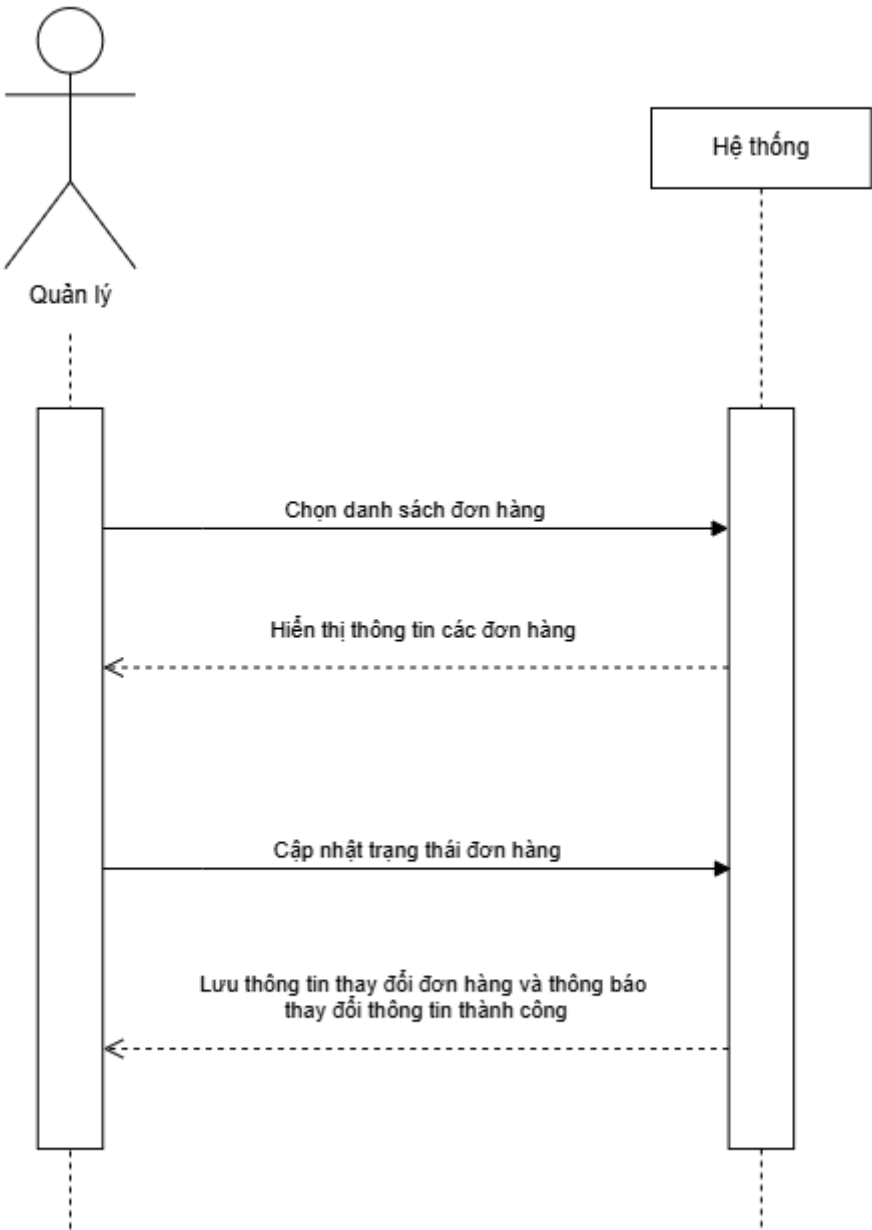 Hệ thống
Quản lý
Chọn danh sách đơn hàng
Hiển thị thông tin các đơn hàng
Cập nhật trạng thái đơn hàng
Lưu thông tin thay đổi đơn hàng và thông báo
thay đổi thông tin thành công